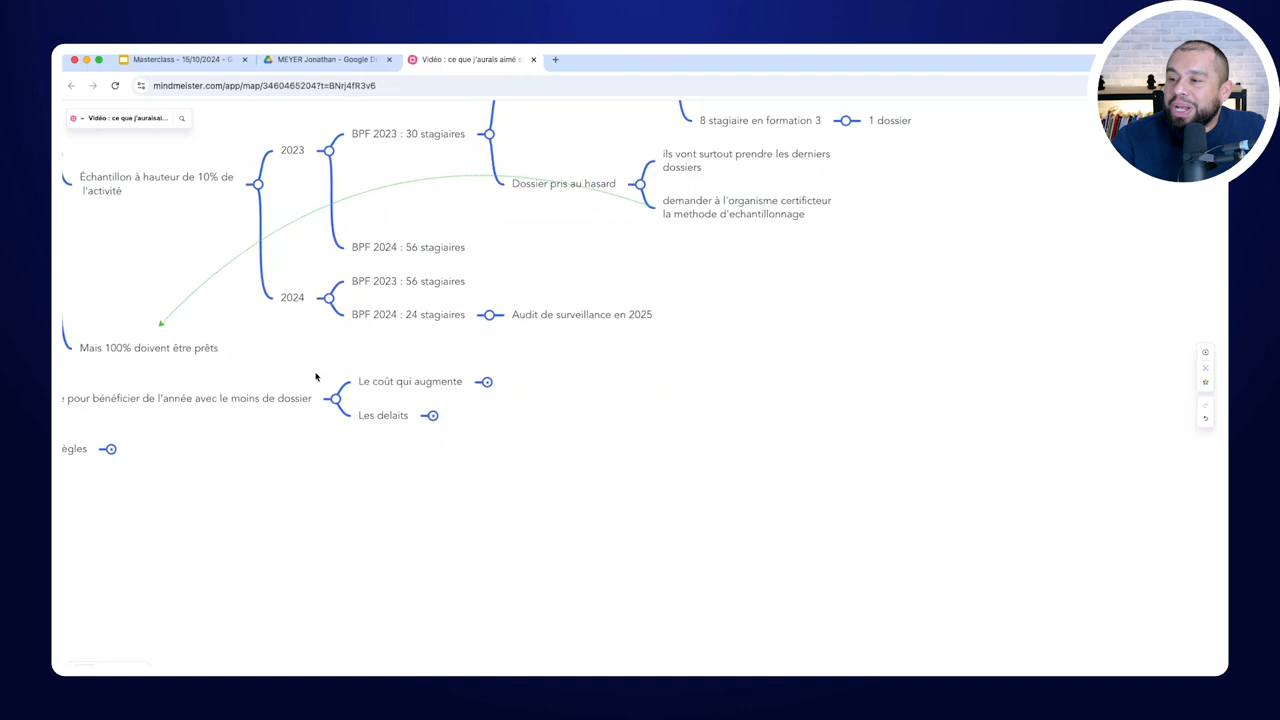 Masterclass - 15/10/2024 - G
MEYER Jonathan - Google D
Vidéo : ce que j'aurais aimé s
mindmeister.com/app/map/3460465204?t=BNrj4fR3v6
Vidéo : ce que j'auraisai...
8 stagiaire en formation 3
1 dossier
BPF 2023 : 30 stagiaires
2023
ils vont surtout prendre les derniers
dossiers
Échantillon à hauteur de 10% de
l'activité
Dossier pris au hasard
demander à l'organisme certificteur
la methode d'echantillonnage
BPF 2024 : 56 stagiaires
BPF 2023 : 56 stagiaires
2024
BPF 2024 : 24 stagiaires
Audit de surveillance en 2025
Mais 100% doivent être prêts
Le coût qui augmente
e pour bénéficier de l'année avec le moins de dossier
Les delaits
ègles